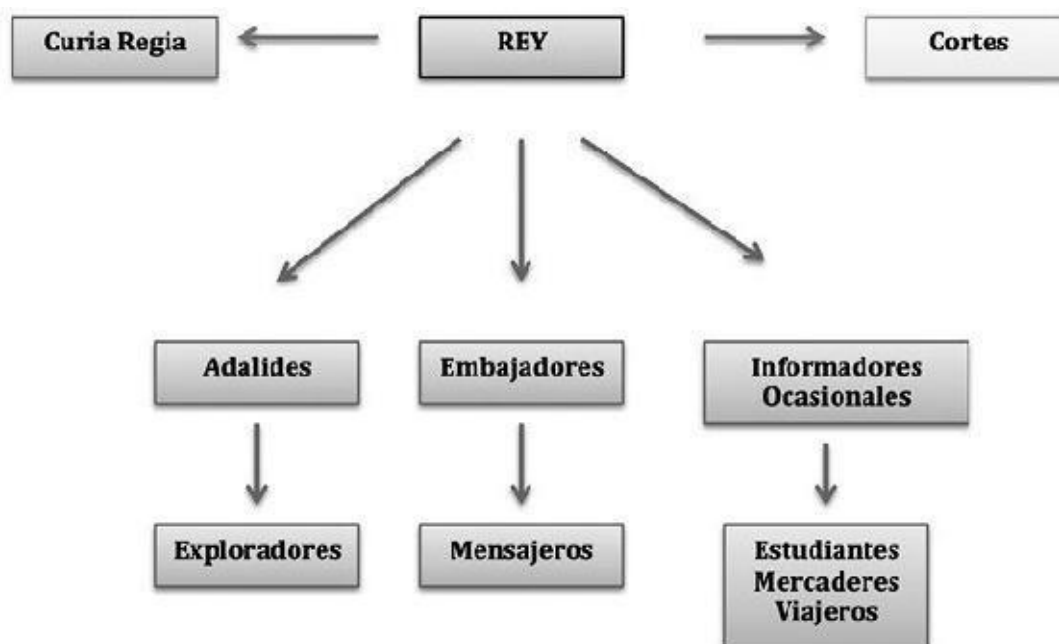 Curia Regia
REY
Cortes
Adalides
Embajadores
Informadores
Ocasionales
Exploradores
Mensajeros
Estudiantes
Mercaderes
Viajeros